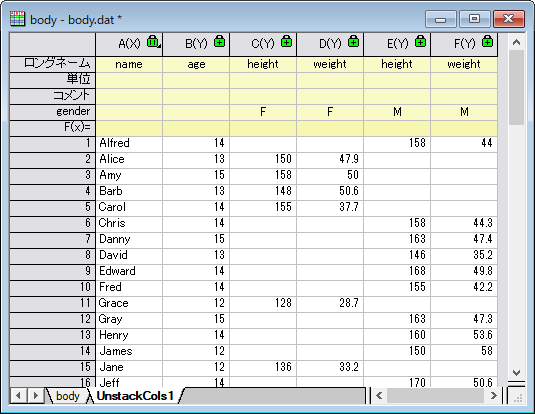 body - body.dat *
A(X) B(Y) C(Y) D(Y) E(Y) F(Y)
ロングネーム name age height weight height weight
単位
コメント
gender F F M M
F(x)=
1 Alfred 14 158 44
2 Alice 13 150 47.9
3 Amy 15 158 50
4 Barb 13 148 50.6
5 Carol 14 155 37.7
6 Chris 14 158 44.3
7 Danny 15 163 47.4
8 David 13 146 35.2
9 Edward 14 168 49.8
10 Fred 14 155 42.2
11 Grace 12 128 28.7
12 Gray 15 163 47.3
13 Henry 14 160 53.6
14 James 12 150 58
15 Jane 12 136 33.2
16 Jeff 14 170 50.6
body UnstackCols1